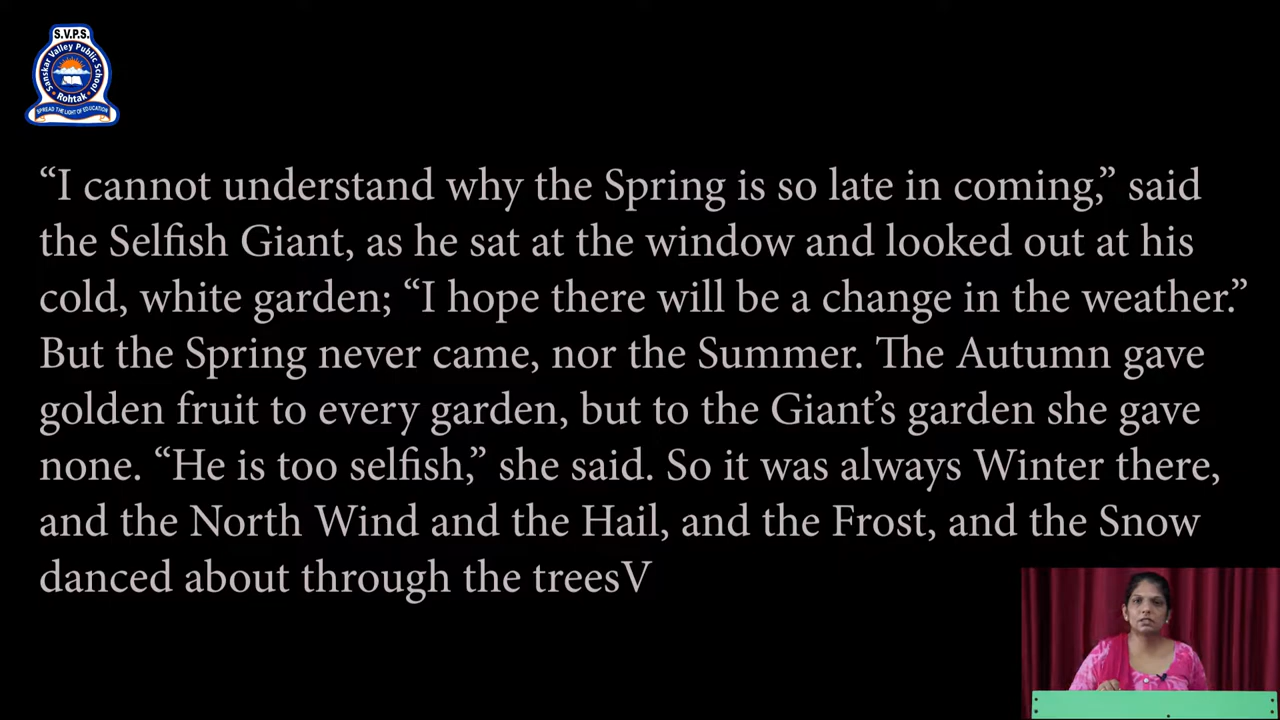 S.V.P.S.
Sanskar Valley Public School
Rohtak
SPREAD THE LIGHT OF EDUCATION
“I cannot understand why the Spring is so late in coming,” said
the Selfish Giant, as he sat at the window and looked out at his
cold, white garden; “I hope there will be a change in the weather.”
But the Spring never came, nor the Summer. The Autumn gave
golden fruit to every garden, but to the Giant’s garden she gave
none. “He is too selfish,” she said. So it was always Winter there,
and the North Wind and the Hail, and the Frost, and the Snow
danced about through the treesV